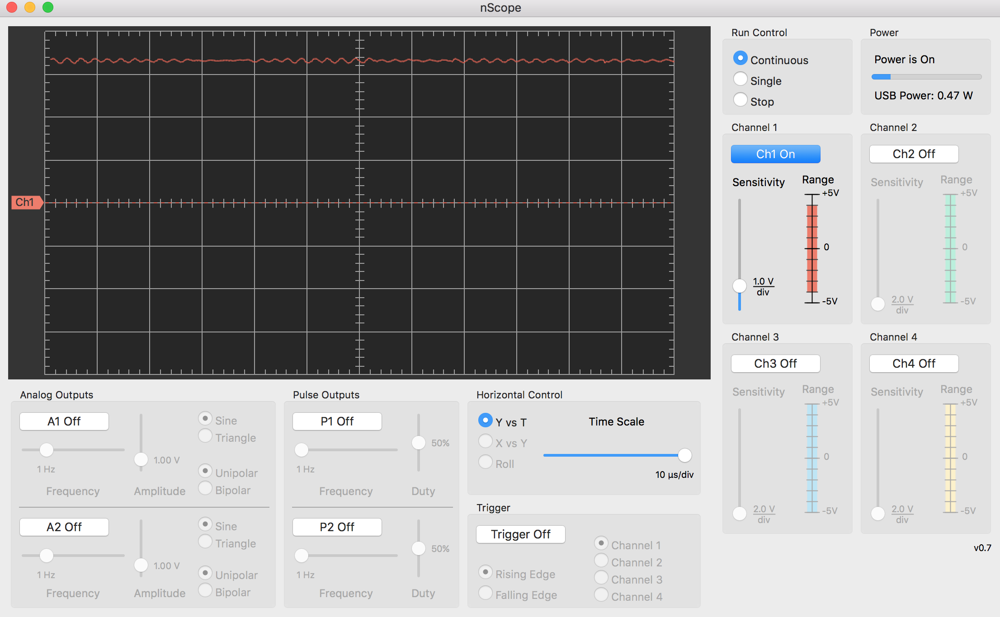 nScope
Ch1
Run Control
Continuous
Single
Stop
Power
Power is On
USB Power: 0.47 W
Channel 1
Ch1 On
Sensitivity
Range
+5V
0
-5V
1.0 V
div
Channel 2
Ch2 Off
Sensitivity
Range
+5V
0
-5V
2.0 V
div
Channel 3
Ch3 Off
Sensitivity
Range
+5V
0
-5V
2.0 V
div
Channel 4
Ch4 Off
Sensitivity
Range
+5V
0
-5V
2.0 V
div
v0.7
Analog Outputs
A1 Off
1 Hz
Frequency
1.00 V
Amplitude
Sine
Triangle
Unipolar
Bipolar
A2 Off
1 Hz
Frequency
1.00 V
Amplitude
Sine
Triangle
Unipolar
Bipolar
Pulse Outputs
P1 Off
1 Hz
Frequency
50%
Duty
P2 Off
1 Hz
Frequency
50%
Duty
Horizontal Control
Y vs T
X vs Y
Roll
Time Scale
10 µs/div
Trigger
Trigger Off
Rising Edge
Falling Edge
Channel 1
Channel 2
Channel 3
Channel 4